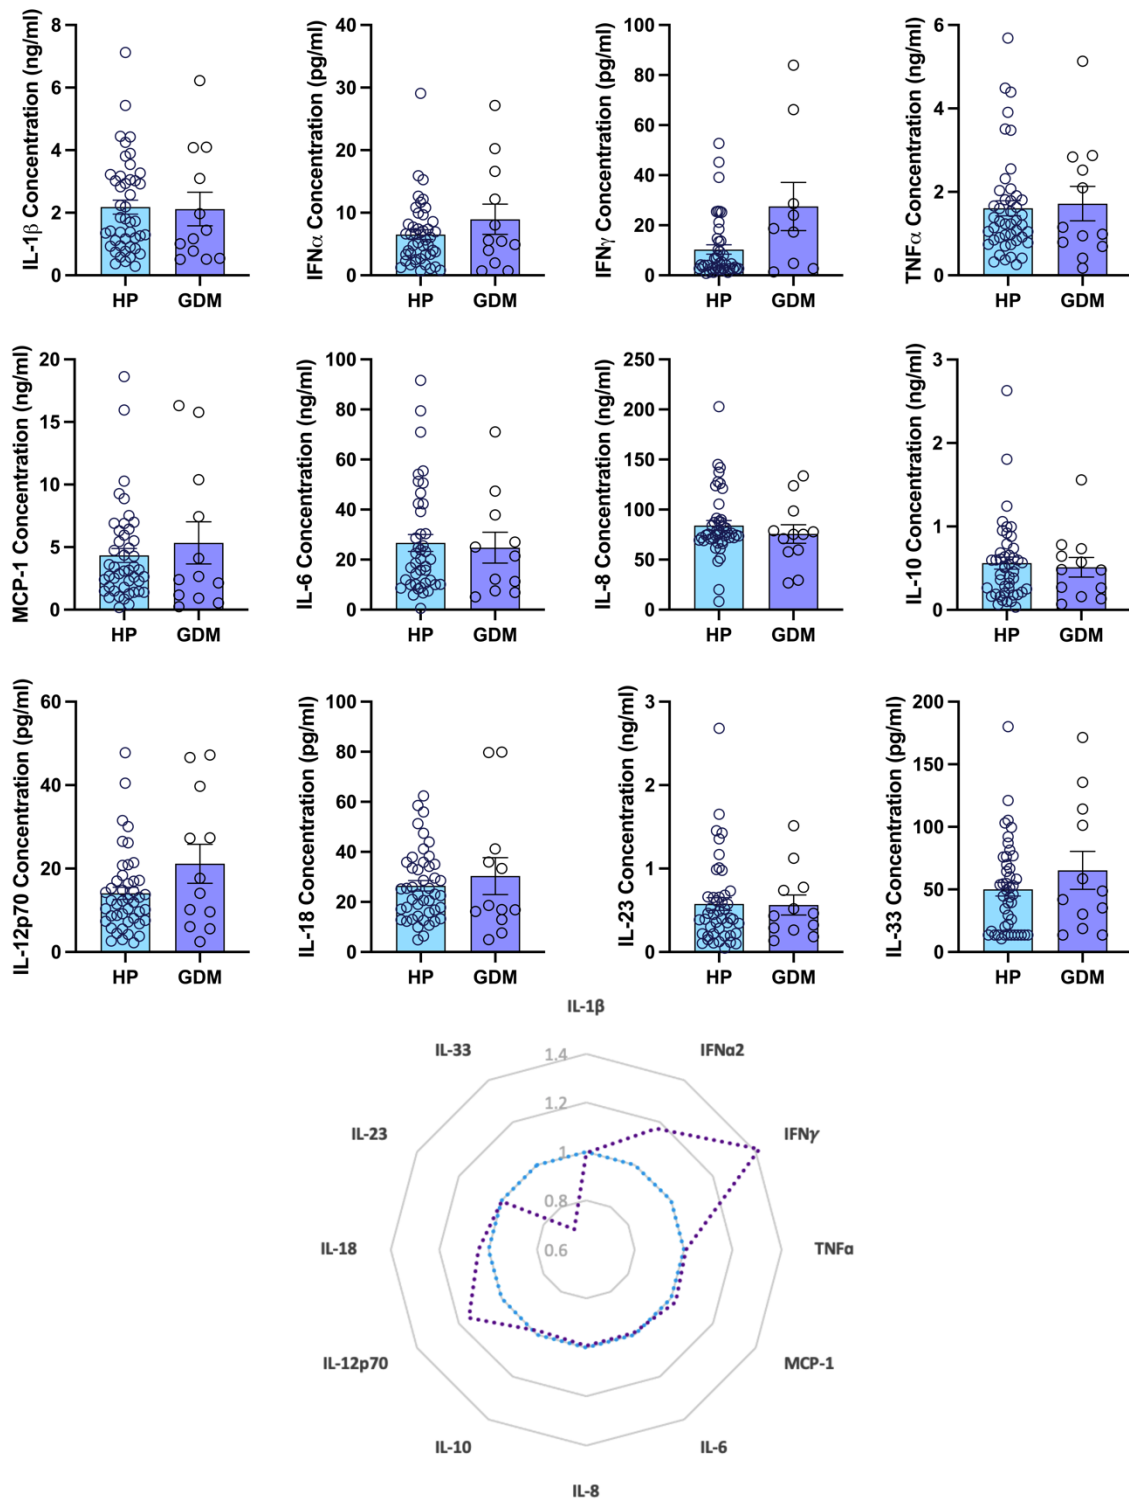 IL-1β Concentration (ng/ml)
8
6
4
2
0
HP
GDM
IFNα Concentration (pg/ml)
40
30
20
10
0
HP
GDM
IFNγ Concentration (pg/ml)
100
80
60
40
20
0
HP
GDM
TNFα Concentration (ng/ml)
6
4
2
0
HP
GDM
MCP-1 Concentration (ng/ml)
20
15
10
5
0
HP
GDM
IL-6 Concentration (ng/ml)
100
80
60
40
20
0
HP
GDM
IL-8 Concentration (ng/ml)
250
200
150
100
50
0
HP
GDM
IL-10 Concentration (ng/ml)
3
2
1
0
HP
GDM
IL-12p70 Concentration (pg/ml)
60
40
20
0
HP
GDM
IL-18 Concentration (pg/ml)
100
80
60
40
20
0
HP
GDM
IL-23 Concentration (ng/ml)
3
2
1
0
HP
GDM
IL-33 Concentration (pg/ml)
200
150
100
50
0
HP
GDM
IL-1β
IL-33
IFNα2
1.4
1.2
IL-23
IFNγ
1
0.8
IL-18
0.6
TNFα
IL-12p70
MCP-1
IL-10
IL-6
IL-8